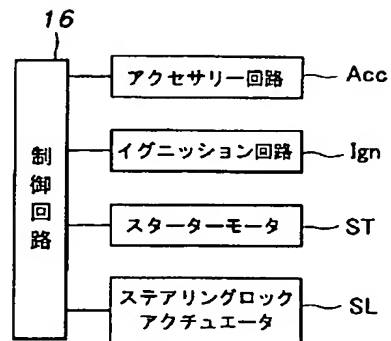 16
制御回路
アクセサリー回路
Acc
イグニッション回路
Ign
スターターモータ
ST
ステアリングロック
アクチュエータ
SL